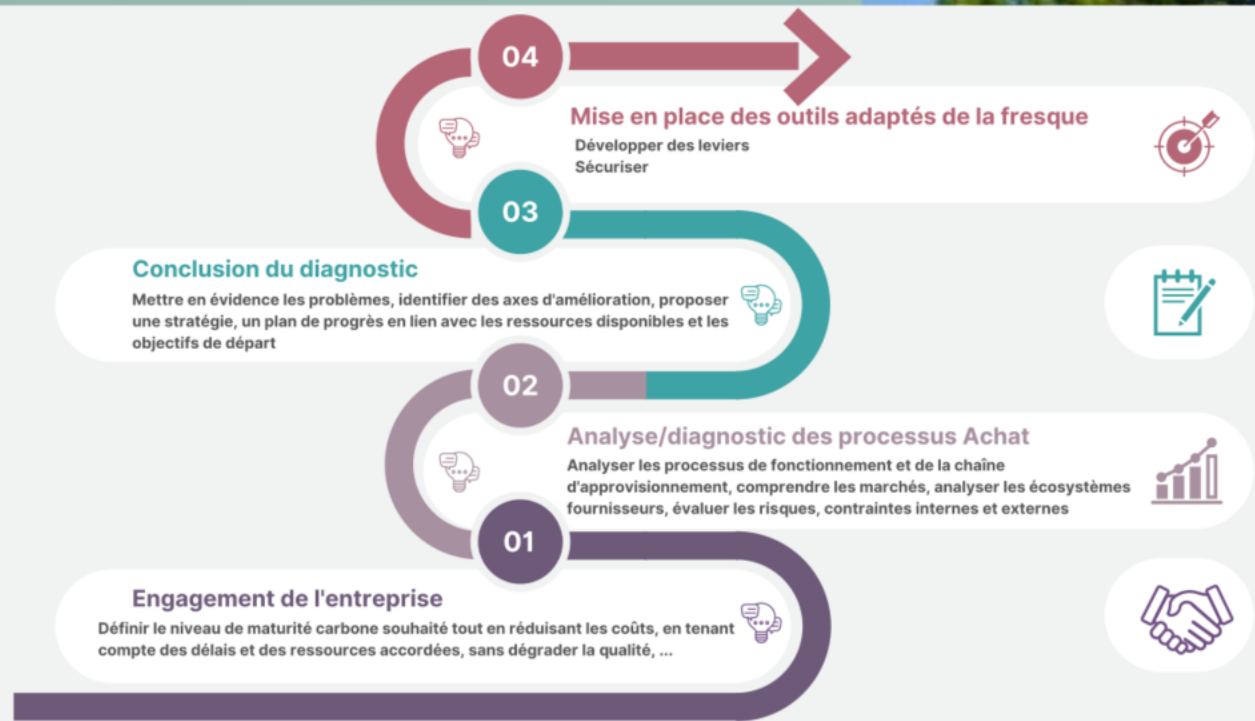 04
Mise en place des outils adaptés de la fresque
Développer des leviers
Sécuriser
03
Conclusion du diagnostic
Mettre en évidence les problèmes, identifier des axes d'amélioration, proposer
une stratégie, un plan de progrès en lien avec les ressources disponibles et les
objectifs de départ
02
Analyse/diagnostic des processus Achat
Analyser les processus de fonctionnement et de la chaîne
d'approvisionnement, comprendre les marchés, analyser les écosystèmes
fournisseurs, évaluer les risques, contraintes internes et externes
01
Engagement de l'entreprise
Définir le niveau de maturité carbone souhaité tout en réduisant les coûts, en tenant
compte des délais et des ressources accordées, sans dégrader la qualité, ...